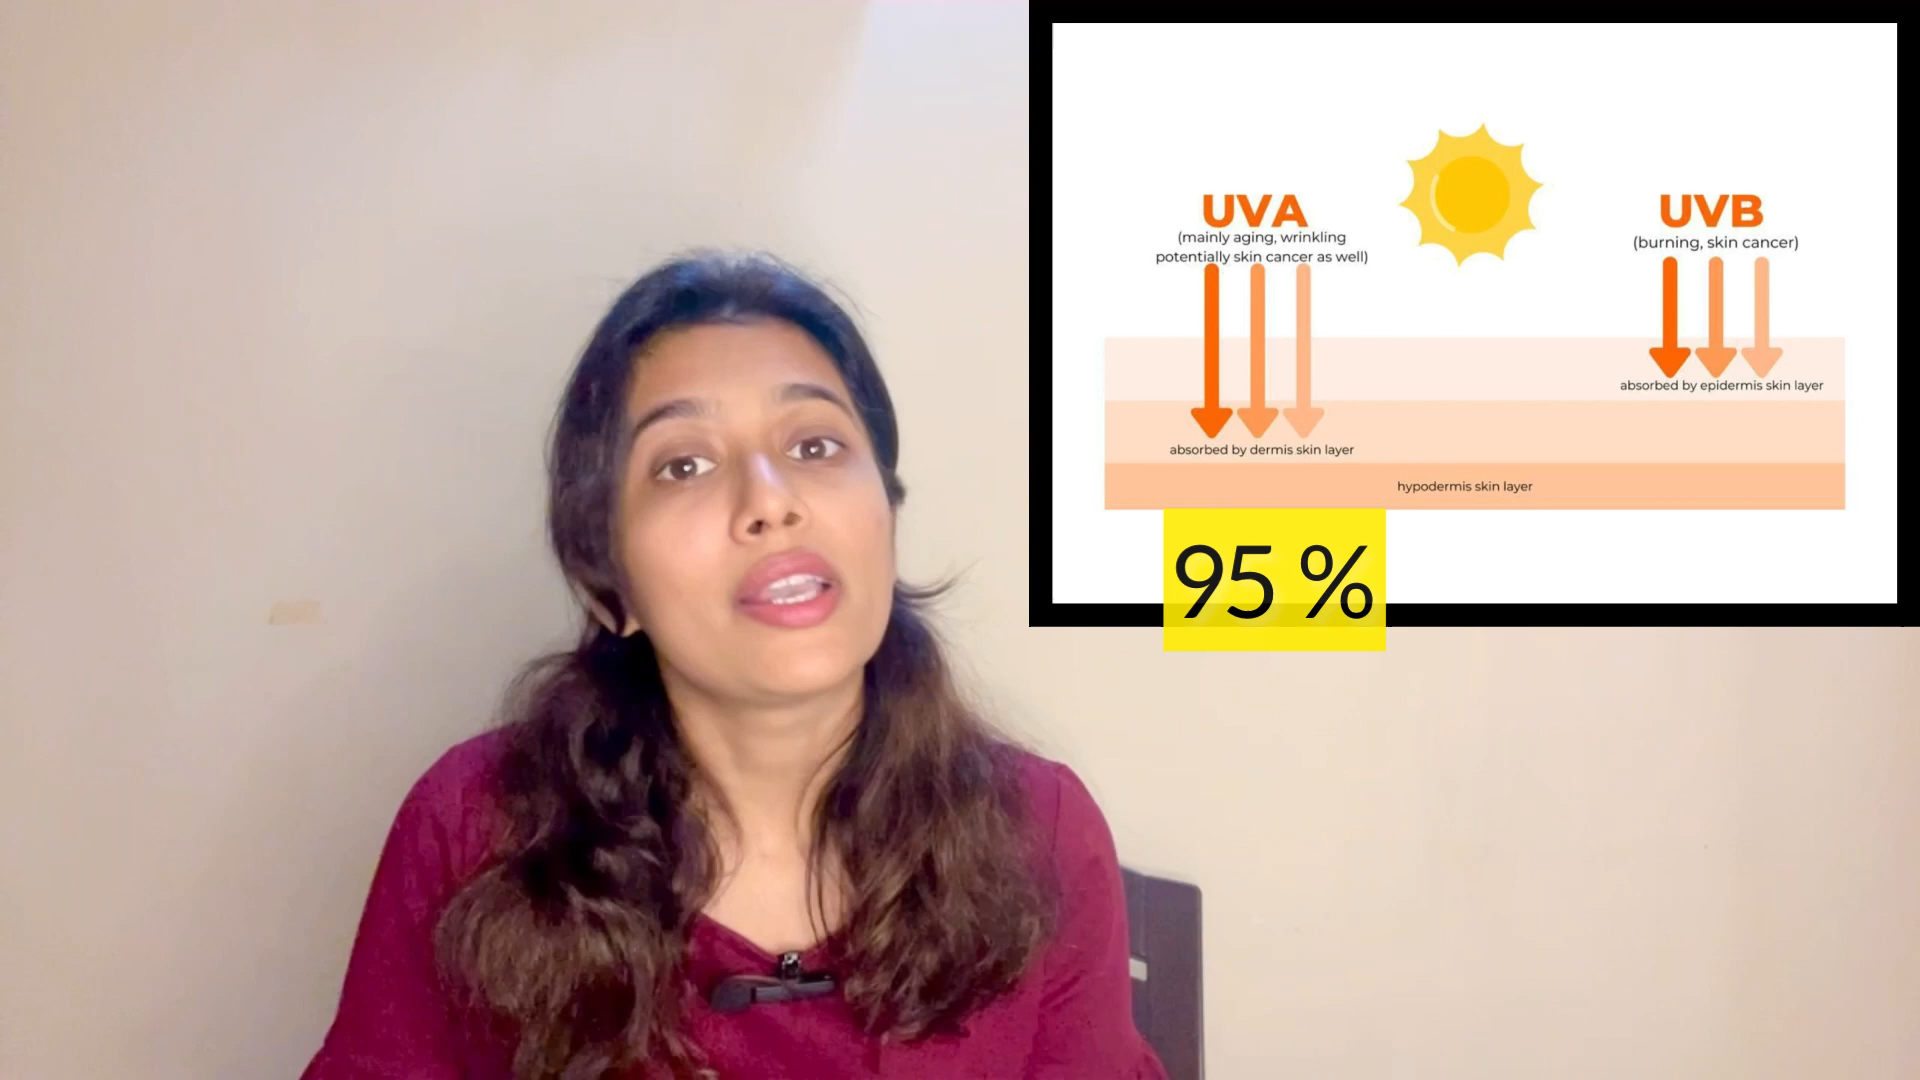 UVA
(mainly aging, wrinkling
potentially skin cancer as well)
UVB
(burning, skin cancer)
absorbed by epidermis skin layer
absorbed by dermis skin layer
hypodermis skin layer
95 %